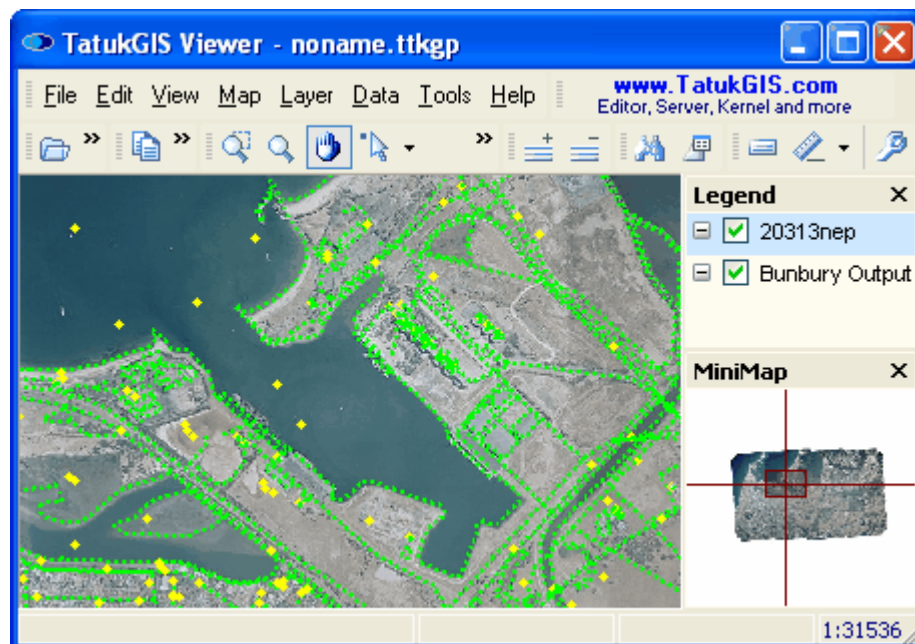 TatukGIS Viewer - noname.ttkgp
File Edit View Map Layer Data Tools Help
www.TatukGIS.com
Editor, Server, Kernel and more
Legend
20313nep
Bunbury Output
MiniMap
1:31536